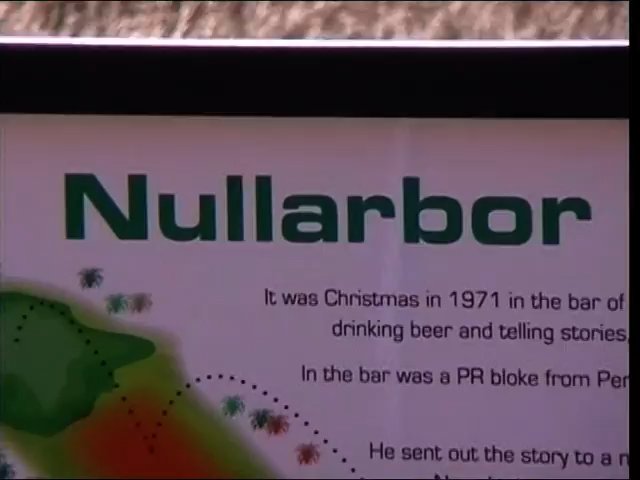 Nullarbor
It was Christmas in 1971 in the bar of
drinking beer and telling stories,
In the bar was a PR bloke from Per
He sent out the story to a